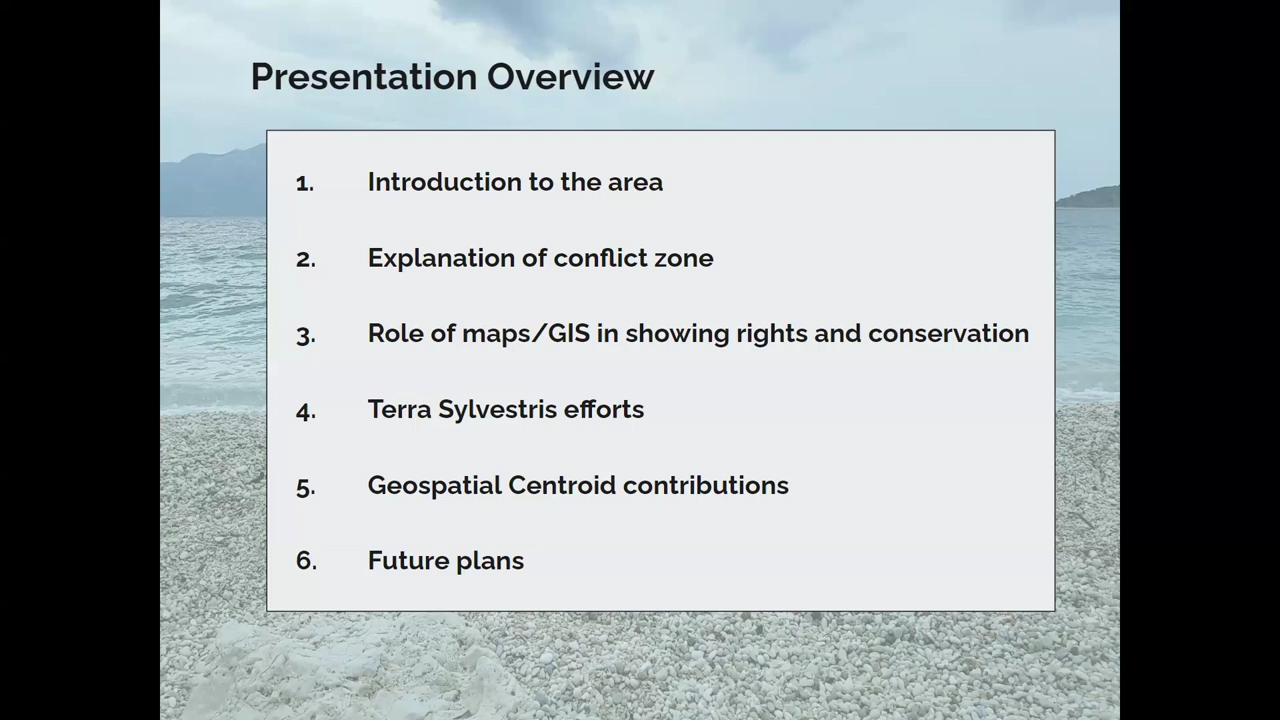 Presentation Overview
1. Introduction to the area
2. Explanation of conflict zone
3. Role of maps/GIS in showing rights and conservation
4. Terra Sylvestris efforts
5. Geospatial Centroid contributions
6. Future plans